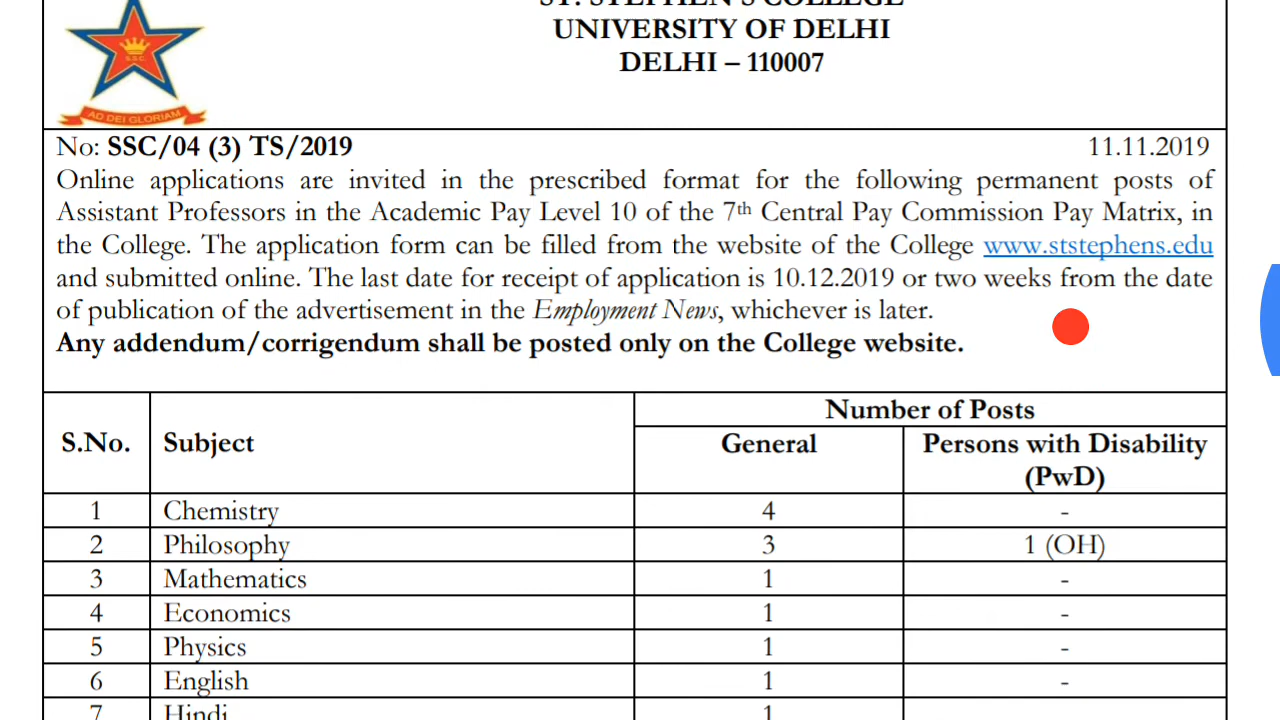 ST. STEPHEN'S COLLEGE
UNIVERSITY OF DELHI
DELHI – 110007
S.S.C.
AD DEI GLORIAM
No: SSC/04 (3) TS/2019 11.11.2019
Online applications are invited in the prescribed format for the following permanent posts of
Assistant Professors in the Academic Pay Level 10 of the 7th Central Pay Commission Pay Matrix, in
the College. The application form can be filled from the website of the College www.ststephens.edu
and submitted online. The last date for receipt of application is 10.12.2019 or two weeks from the date
of publication of the advertisement in the Employment News, whichever is later.
Any addendum/corrigendum shall be posted only on the College website.
Number of Posts
S.No. Subject General Persons with Disability
(PwD)
1 Chemistry 4 -
2 Philosophy 3 1 (OH)
3 Mathematics 1 -
4 Economics 1 -
5 Physics 1 -
6 English 1 -
7 Hindi 1